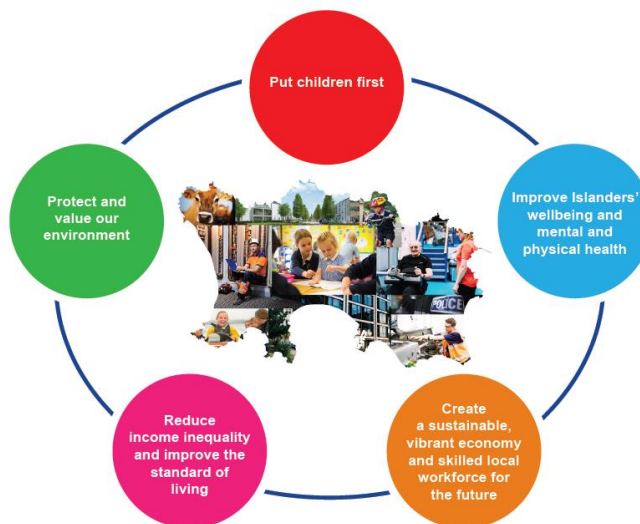 Put children first
Protect and
value our
environment
Improve Islanders'
wellbeing and
mental and
physical health
POLICE
Reduce
income inequality
and improve the
standard of
living
Create
a sustainable,
vibrant economy
and skilled local
workforce for
the future